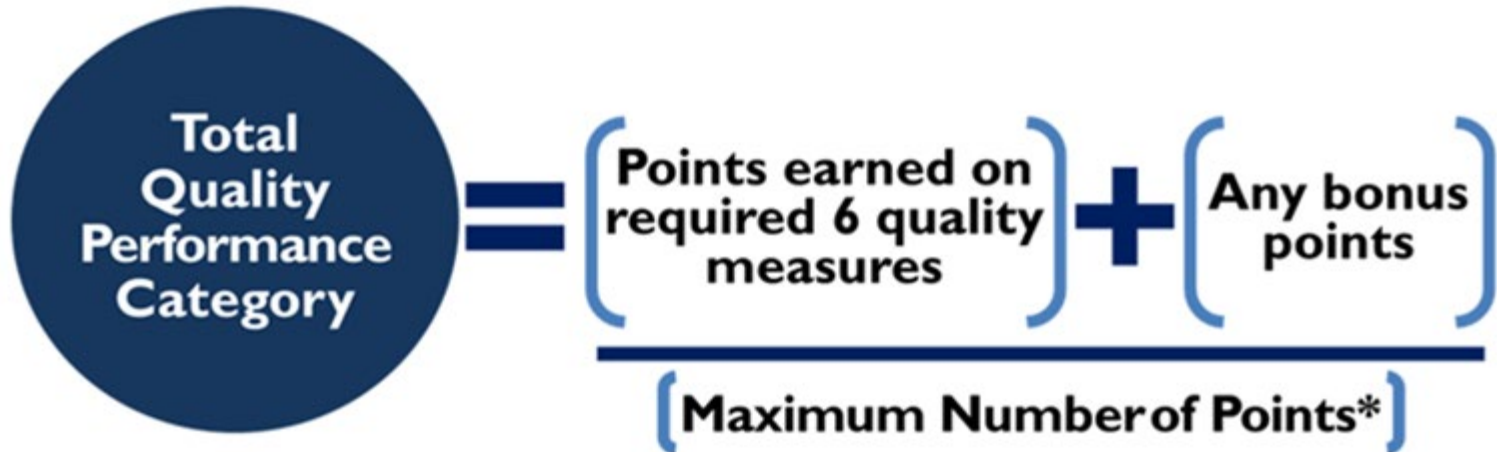 Total
Quality
Performance
Category
=
Points earned on
required 6 quality
measures
+
Any bonus
points
Maximum Number of Points*